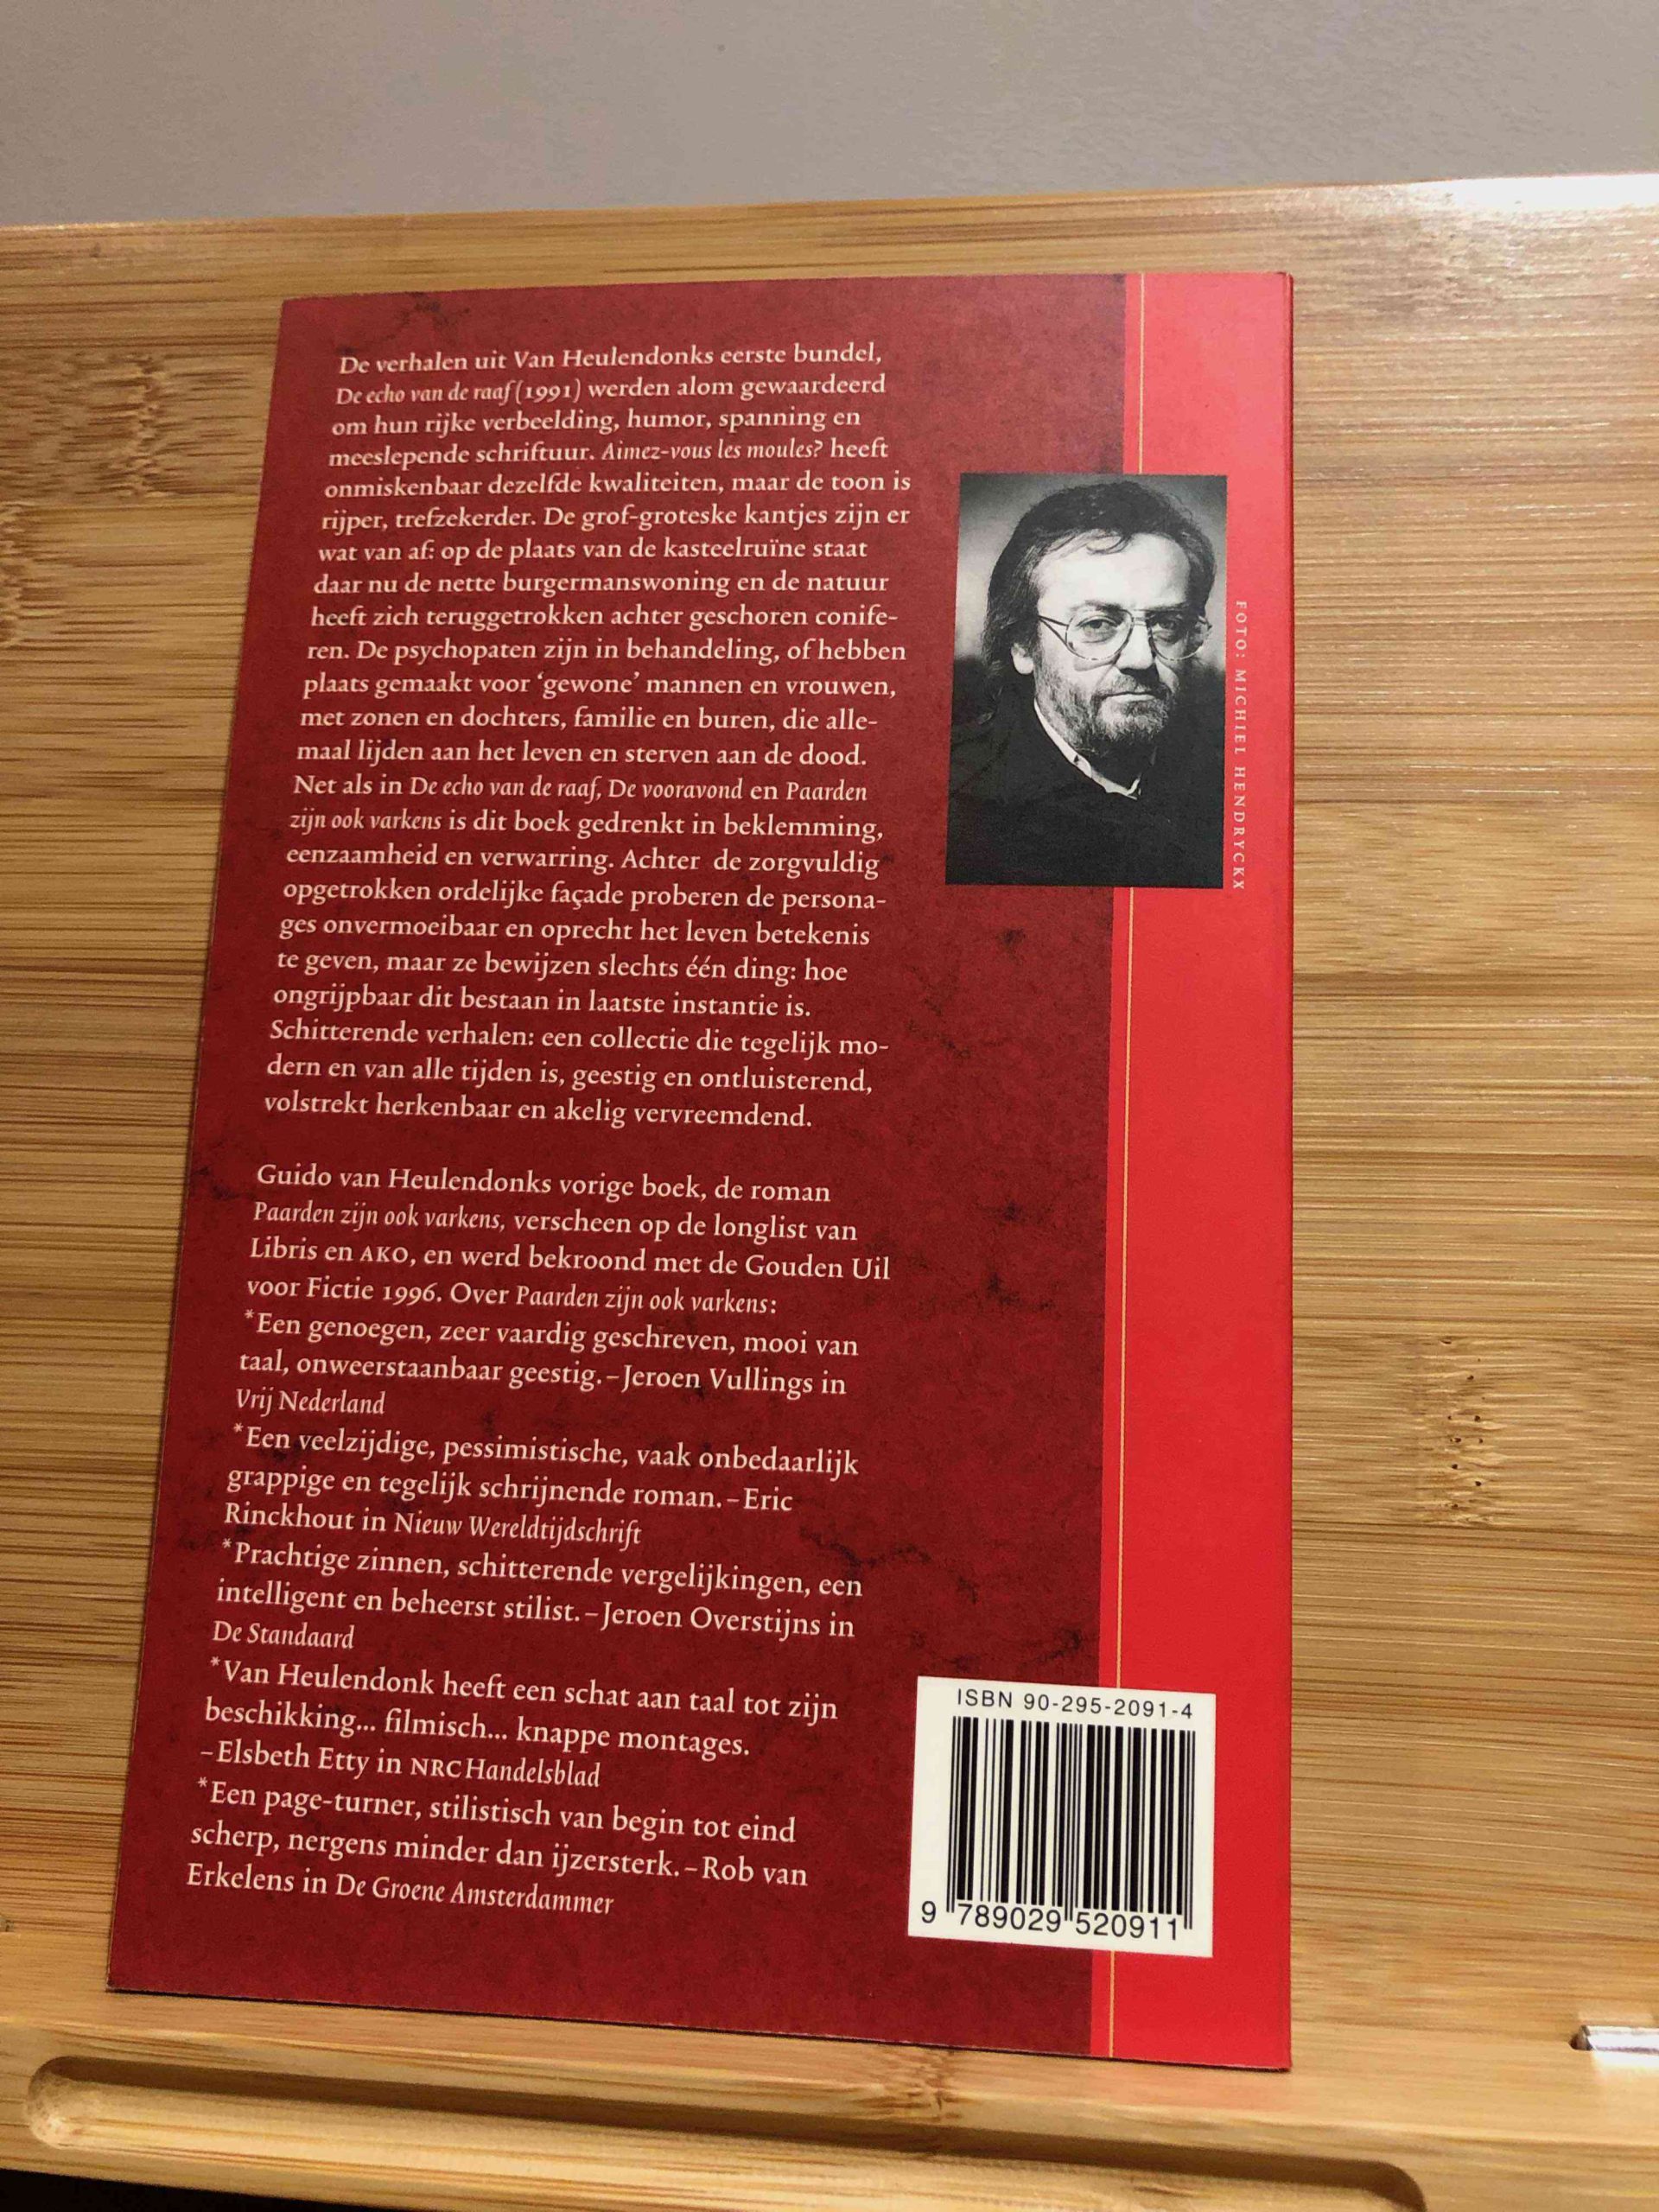 De verhalen uit Van Heulendonks eerste bundel,
De echo van de raaf (1991) werden alom gewaardeerd
om hun rijke verbeelding, humor, spanning en
meeslepende schriftuur. Aimez-vous les moules? heeft
onmiskenbaar dezelfde kwaliteiten, maar de toon is
rijper, trefzekerder. De grof-groteske kantjes zijn er
wat van af: op de plaats van de kasteelruïne staat
daar nu de nette burgermanswoning en de natuur
heeft zich teruggetrokken achter geschoren conife-
ren. De psychopaten zijn in behandeling, of hebben
plaats gemaakt voor ‘gewone’ mannen en vrouwen,
met zonen en dochters, familie en buren, die alle-
maal lijden aan het leven en sterven aan de dood.
Net als in De echo van de raaf, De vooravond en Paarden
zijn ook varkens is dit boek gedrenkt in beklemming,
eenzaamheid en verwarring. Achter de zorgvuldig
opgetrokken ordelijke façade proberen de persona-
ges onvermoeibaar en oprecht het leven betekenis
te geven, maar ze bewijzen slechts één ding: hoe
ongrijpbaar dit bestaan in laatste instantie is.
Schitterende verhalen: een collectie die tegelijk mo-
dern en van alle tijden is, geestig en ontluisterend,
volstrekt herkenbaar en akelig vervreemdend.
Guido van Heulendonks vorige boek, de roman
Paarden zijn ook varkens, verscheen op de longlist van
Libris en AKO, en werd bekroond met de Gouden Uil
voor Fictie 1996. Over Paarden zijn ook varkens:
*Een genoegen, zeer vaardig geschreven, mooi van
taal, onweerstaanbaar geestig. – Jeroen Vullings in
Vrij Nederland
*Een veelzijdige, pessimistische, vaak onbedaarlijk
grappige en tegelijk schrijnende roman. – Eric
Rinckhout in Nieuw Wereldtijdschrift
*Prachtige zinnen, schitterende vergelijkingen, een
intelligent en beheerst stilist. – Jeroen Overstijns in
De Standaard
*Van Heulendonk heeft een schat aan taal tot zijn
beschikking... filmisch... knappe montages.
– Elsbeth Etty in NRC Handelsblad
*Een page-turner, stilistisch van begin tot eind
scherp, nergens minder dan ijzersterk. – Rob van
Erkelens in De Groene Amsterdammer
FOTO: MICHIEL HENDRYCKX
ISBN 90-295-2091-4
9 789029 520911